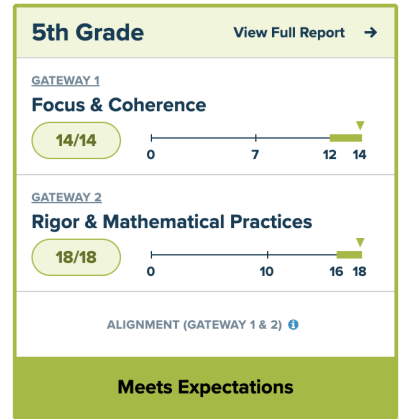 5th Grade View Full Report →
GATEWAY 1
Focus & Coherence
14/14
0 7 12 14
GATEWAY 2
Rigor & Mathematical Practices
18/18
0 10 16 18
ALIGNMENT (GATEWAY 1 & 2) i
Meets Expectations